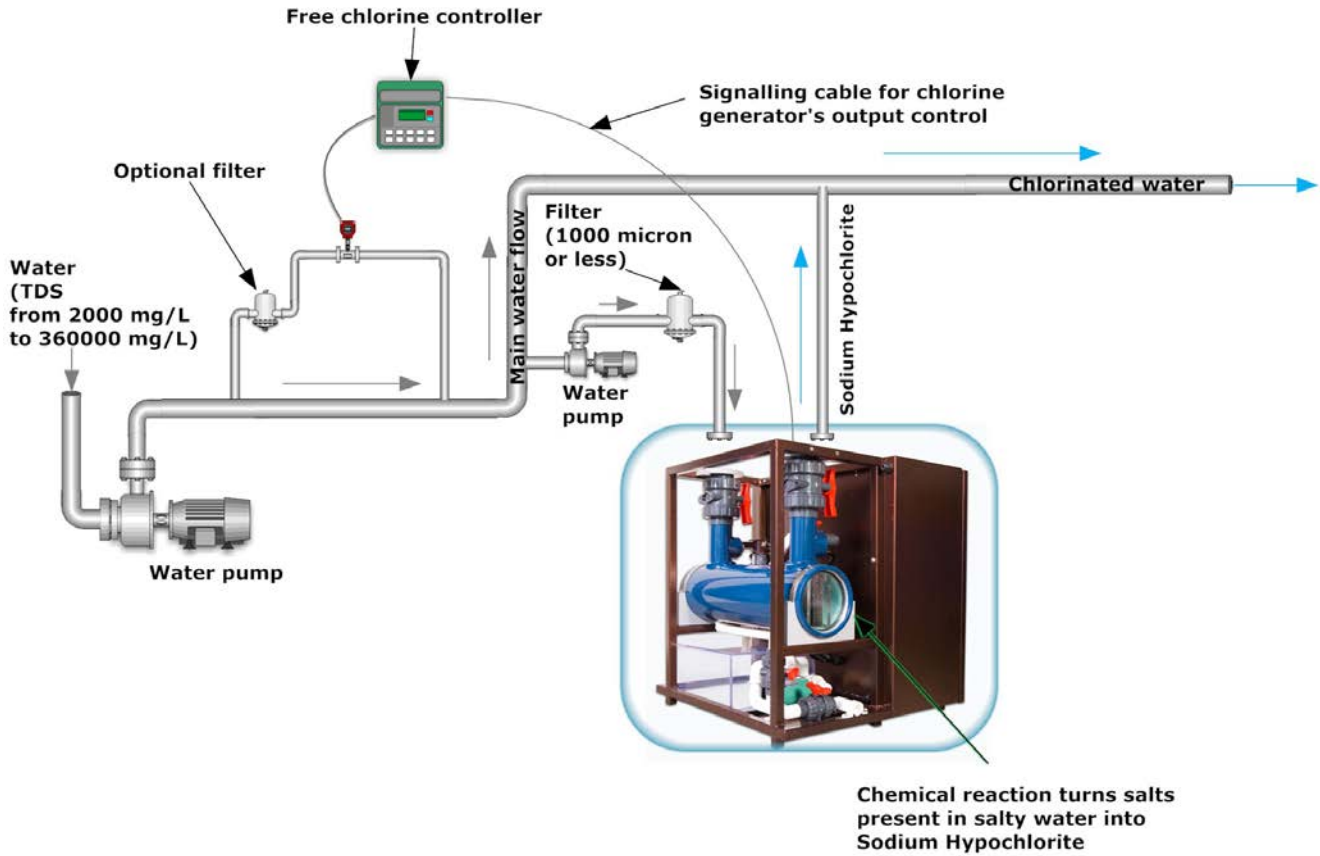 Free chlorine controller
Signalling cable for chlorine
generator's output control
Optional filter
Chlorinated water
Water
(TDS
from 2000 mg/L
to 360000 mg/L)
Main water flow
Filter
(1000 micron
or less)
Sodium Hypochlorite
Water
pump
Water pump
Chemical reaction turns salts
present in salty water into
Sodium Hypochlorite